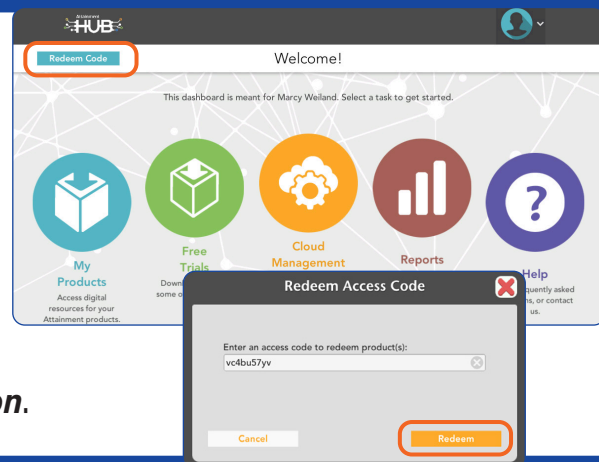 Attainment
HUB
Redeem Code
Welcome!
This dashboard is meant for Marcy Weiland. Select a task to get started.
My
Products
Access digital
resources for your
Attainment products.
Free
Trials
Cloud
Management
Reports
?
Help
us.
Redeem Access Code
Enter an access code to redeem product(s):
vc4bu57yv
Cancel
Redeem